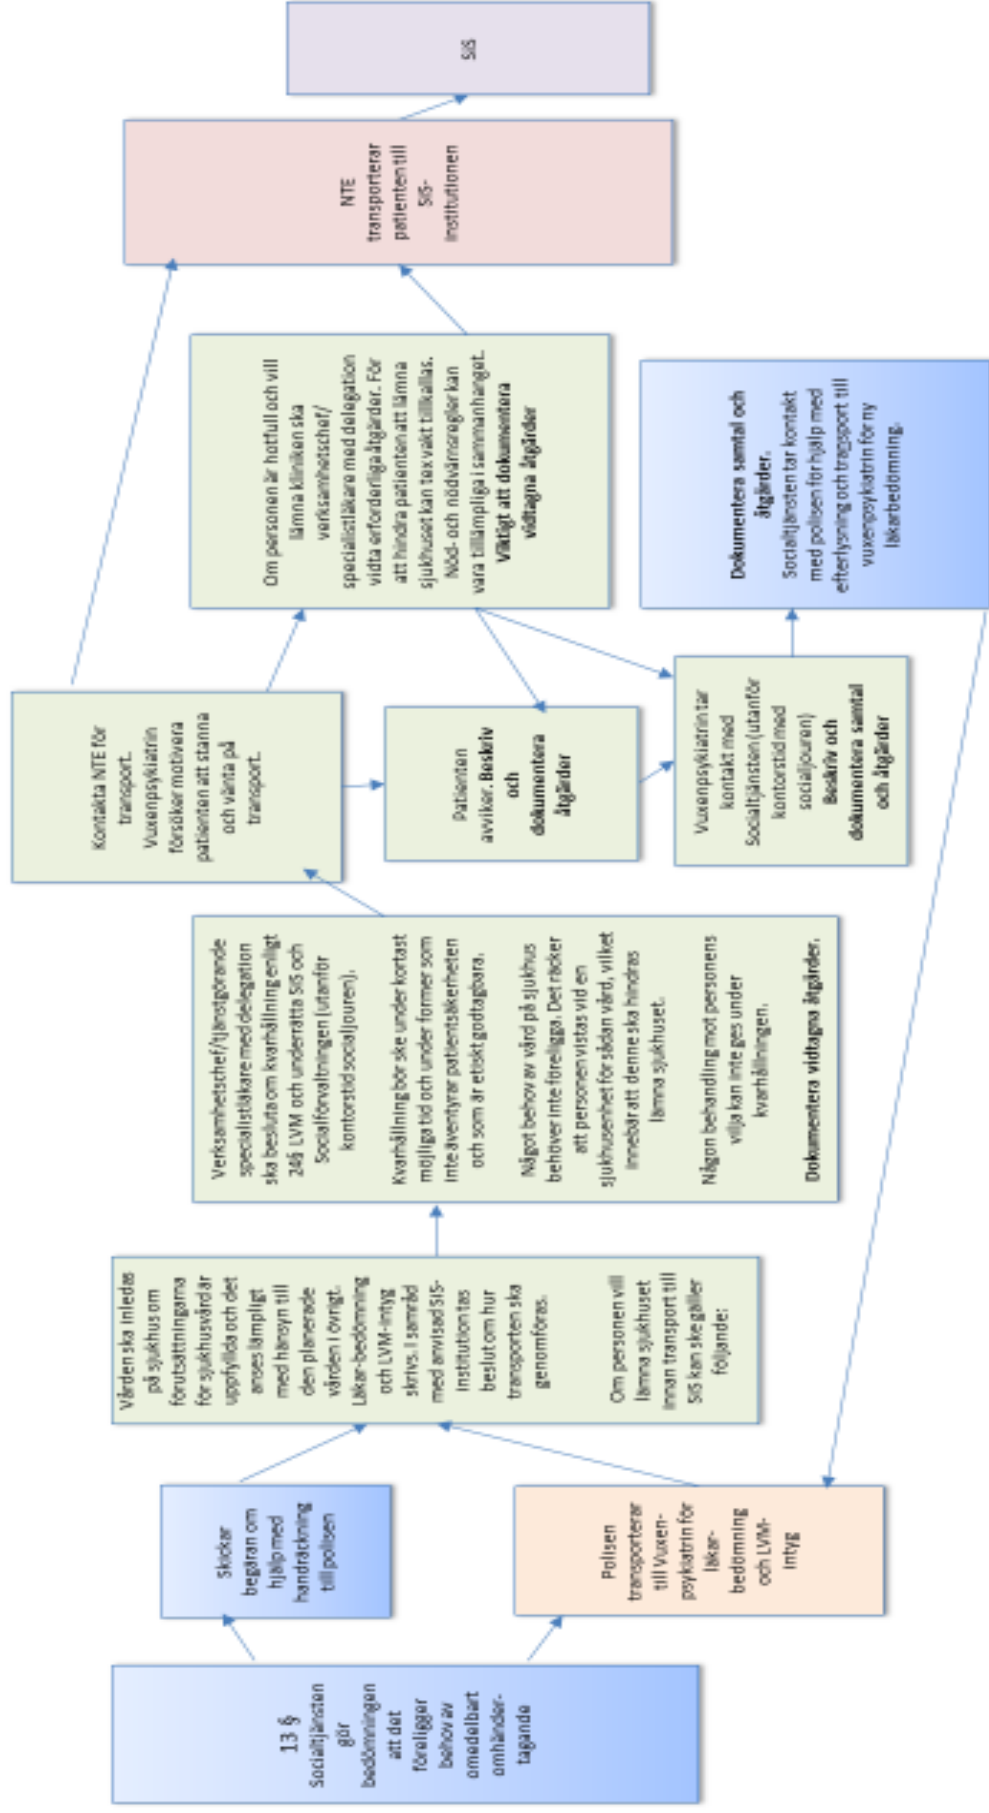 13 §
Socialtjänsten
gör
bedömningen
att det
föreligger
behov av
omedelbart
omhänder-
tagande
Skickar
begäran om
hjälp med
handräckning
till polisen
Polisen
transporterar
till Vuxen-
psykiatrin för
läkar-
bedömning
och LVM-
intyg
Vården ska inledas
på sjukhus om
förutsättningarna
för sjukhusvård är
uppfyllda och det
anses lämpligt
med hänsyn till
den planerade
vården i övrigt.
Läkar-bedömning
och LVM-intyg
skrivs. I samråd
med anvisad SIS-
institution tas
beslut om hur
transporten ska
genomföras.
Om personen vill
lämna sjukhuset
innan transport till
SiS kan ske gäller
följande:
Verksamhetschef/tjänstgörande
specialistläkare med delegation
ska besluta om kvarhållning enligt
24§ LVM och underrätta SiS och
Socialförvaltningen (utanför
kontorstid socialjouren).
Kvarhållning bör ske under kortast
möjliga tid och under former som
inte äventyrar patientsäkerheten
och som är etiskt godtagbara.
Något behov av vård på sjukhus
behöver inte föreligga. Det räcker
att personen vistas vid en
sjukhusenhet för sådan vård, vilket
innebär att denne ska hindras
lämna sjukhuset.
Någon behandling mot personens
vilja kan inte ges under
kvarhållningen.
Dokumentera vidtagna åtgärder.
Kontakta NTE för
transport.
Vuxenpsykiatrin
försöker motivera
patienten att stanna
och vänta på
transport.
Patienten
avviker. Beskriv
och
dokumentera
åtgärder
Vuxenpsykiatrin tar
kontakt med
Socialtjänsten (utanför
kontorstid med
socialjouren)
Beskriv och
dokumentera samtal
och åtgärder
Om personen är hotfull och vill
lämna kliniken ska
verksamhetschef/
specialistläkare med delegation
vidta erforderliga åtgärder. För
att hindra patienten att lämna
sjukhuset kan tex vakt tillkallas.
Nöd- och nödvärnsregler kan
vara tillämpliga i sammanhanget.
Viktigt att dokumentera
vidtagna åtgärder
Dokumentera samtal och
åtgärder.
Socialtjänsten tar kontakt
med polisen för hjälp med
efterlysning och transport till
vuxenpsykiatrin för ny
läkarbedömning.
NTE
transporterar
patienten till
SiS-
institutionen
SiS